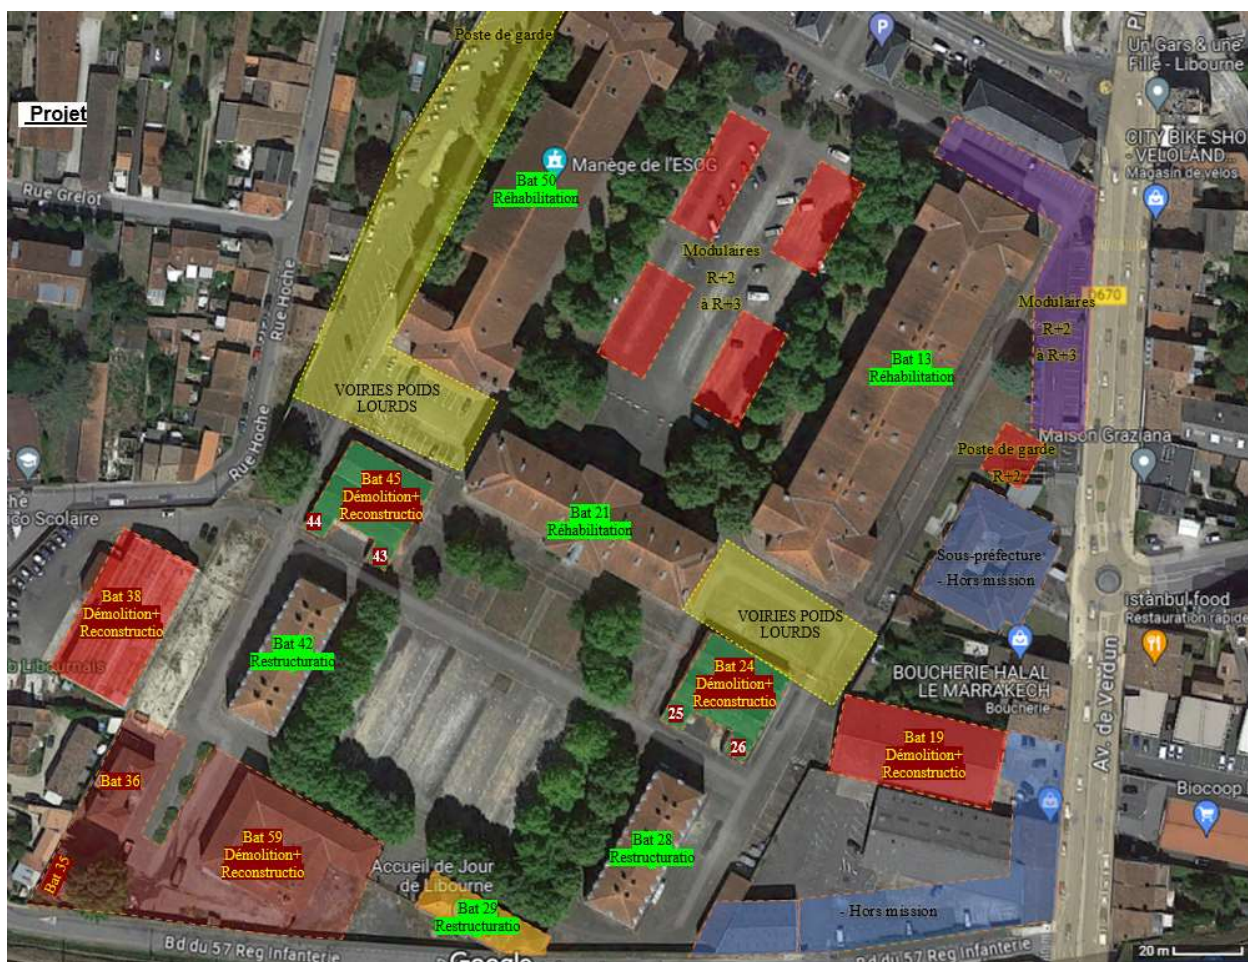 Poste de garde
Projet
Un Gars & une
Fille - Libourne
CITY BIKE SHO
- VELOLAND...
Magasin de vélos
Manège de l'ESOG
Bat 50
Réhabilitation
Rue Grelot
Rue Hoche
Modulaires
R+2
à R+3
D670
Modulaires
R+2
à R+3
Bat 13
Réhabilitation
VOIRIES POIDS
LOURDS
Rue Hoche
Maison Graziana
Poste de garde
R+2
Bat 45
Démolition+
Reconstructio
44
43
Bat 21
Réhabilitation
ico Scolaire
Sous-préfecture
- Hors mission
Bat 38
Démolition+
Reconstructio
Libournais
Bat 42
Restructuratio
VOIRIES POIDS
LOURDS
istanbul food
Restauration rapide
BOUCHERIE HALAL
LE MARRAKECH
Boucherie
Bat 24
Démolition+
Reconstructio
25
26
Av. de Verdun
Bat 19
Démolition+
Reconstructio
Biocoop
Bat 36
Bat 35
Bat 59
Démolition+
Reconstructio
Bat 28
Restructuratio
Accueil de Jour
de Libourne
Bat 29
Restructuratio
- Hors mission
Bd du 57 Reg Infanterie
Google
Bd du 57 Reg Infanterie
20 m